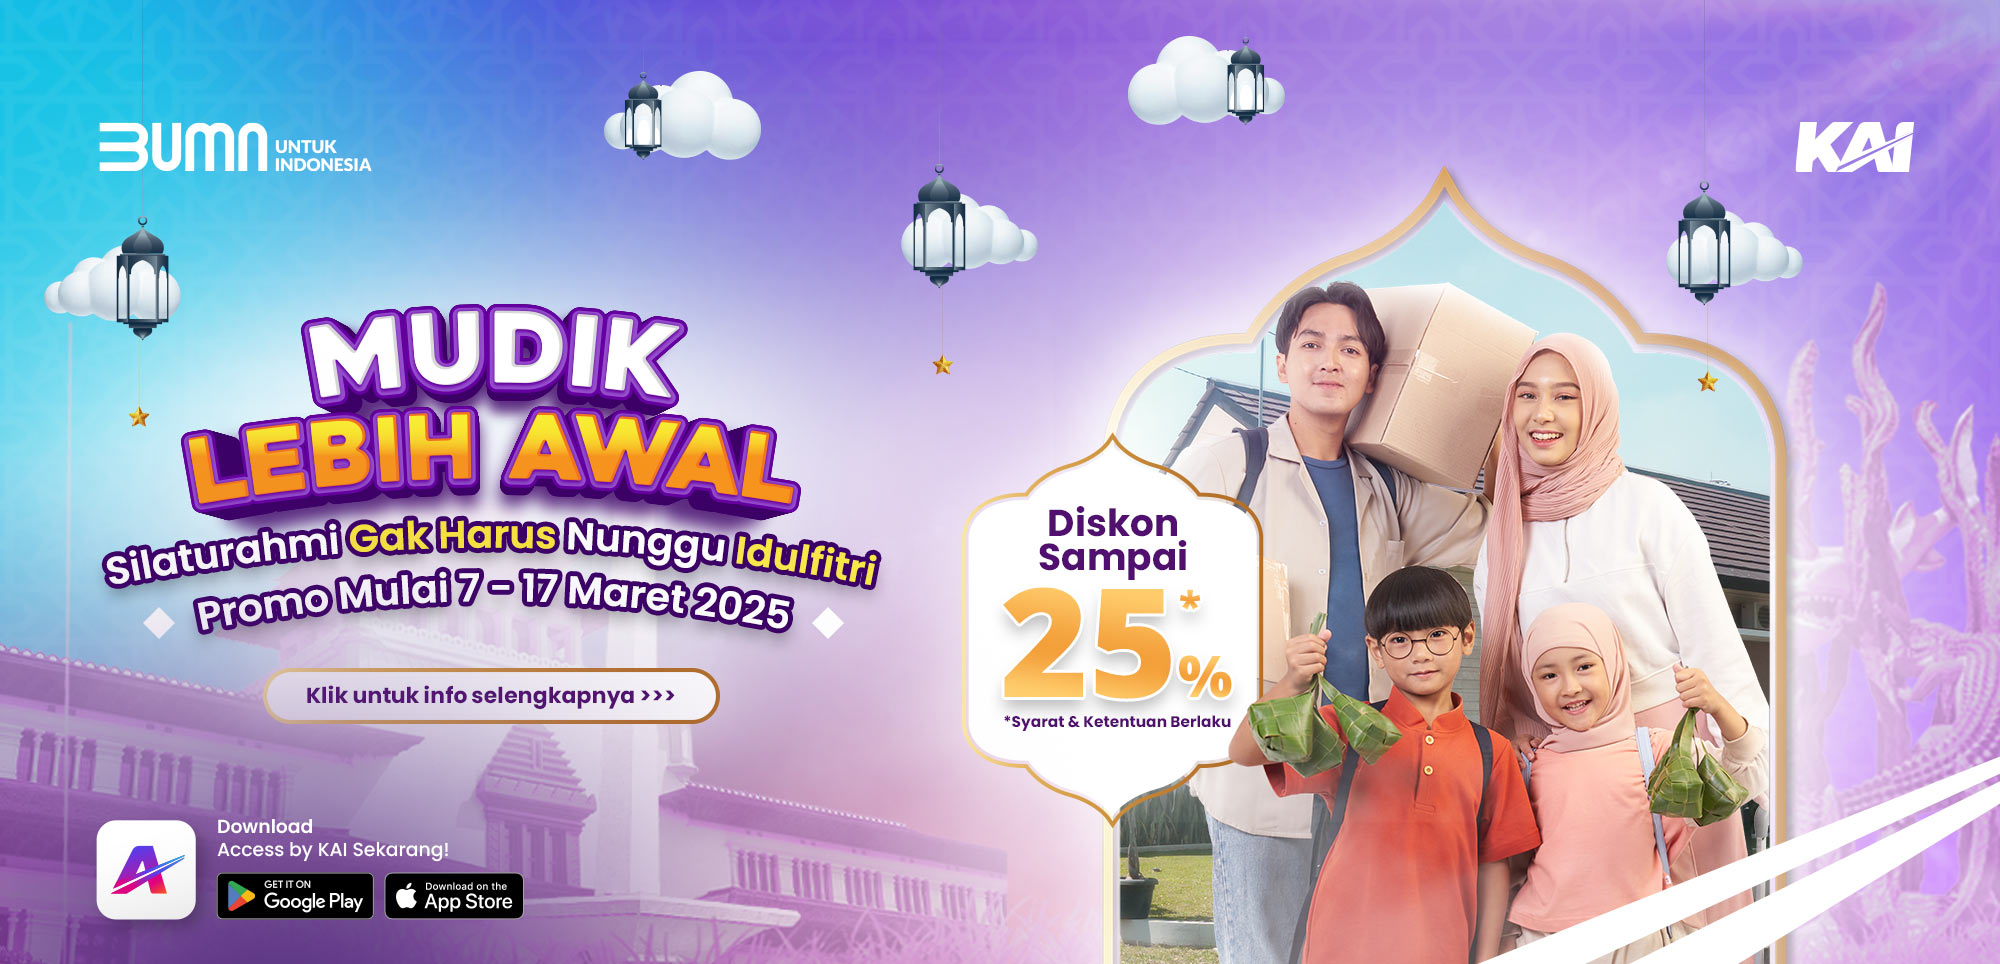 BUMN UNTUK
INDONESIA
KAI
MUDIK
LEBIH AWAL
Silaturahmi Gak Harus Nunggu Idulfitri
Promo Mulai 7 - 17 Maret 2025
Klik untuk info selengkapnya >>>
Diskon
Sampai
25*%
*Syarat & Ketentuan Berlaku
Download
Access by KAI Sekarang!
GET IT ON
Google Play
Download on the
App Store